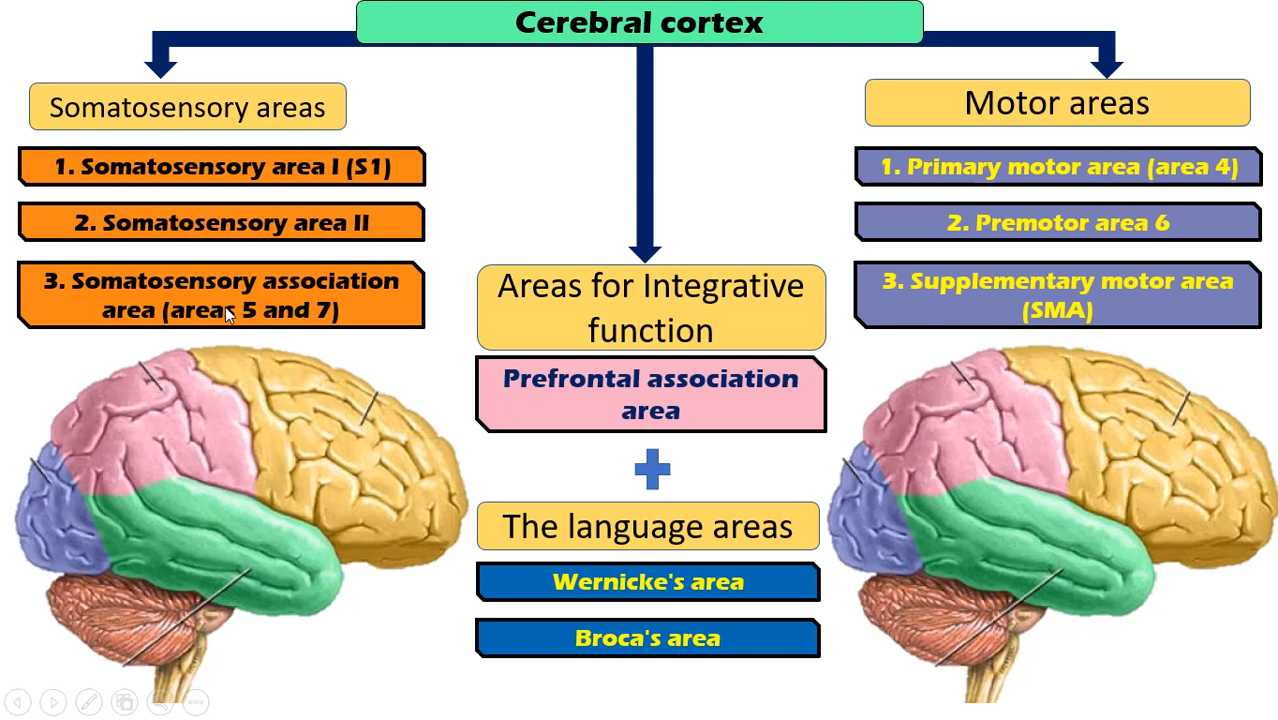 Cerebral cortex
Somatosensory areas
1. Somatosensory area I (S1)
2. Somatosensory area II
3. Somatosensory association
area (areas 5 and 7)
Areas for Integrative
function
Prefrontal association
area
The language areas
Wernicke's area
Broca's area
Motor areas
1. Primary motor area (area 4)
2. Premotor area 6
3. Supplementary motor area
(SMA)